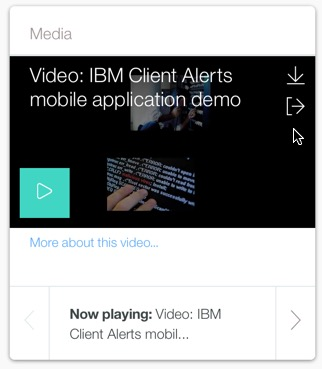 Media
Video: IBM Client Alerts
mobile application demo
More about this video...
Now playing: Video: IBM
Client Alerts mobil...